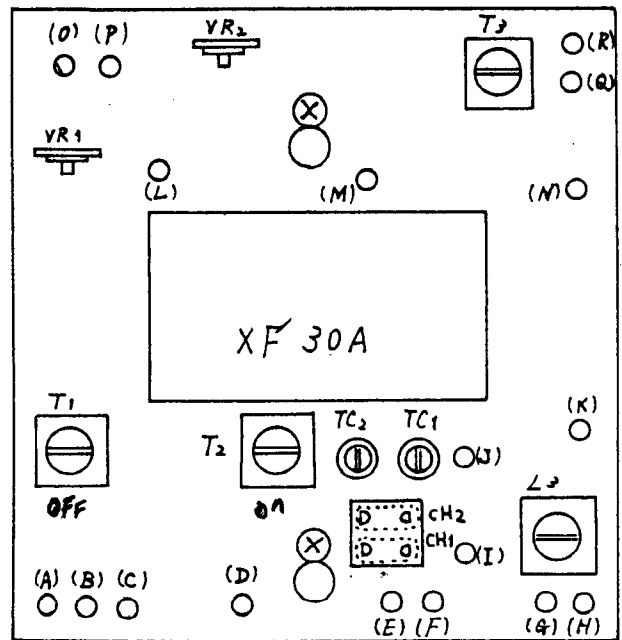 (O) (P) VR2 T3 (R)
(Q)
VR1
(L) (M) (N)
XF 30A
T1 T2 TC2 TC1 (K)
(J)
OFF ON L3
CH2
CH1 (I)
(A) (B) (C) (D)
(E) (F) (G) (H)